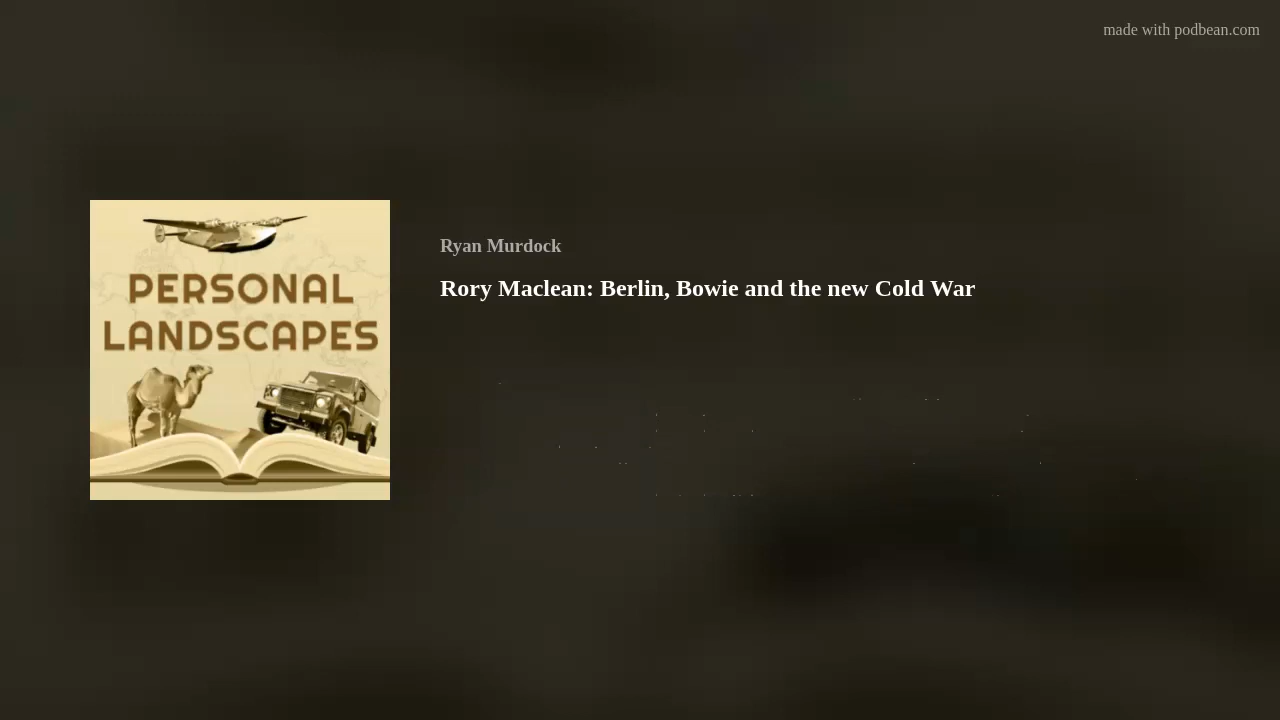 made with podbean.com
PERSONAL
LANDSCAPES
Ryan Murdock
Rory Maclean: Berlin, Bowie and the new Cold War